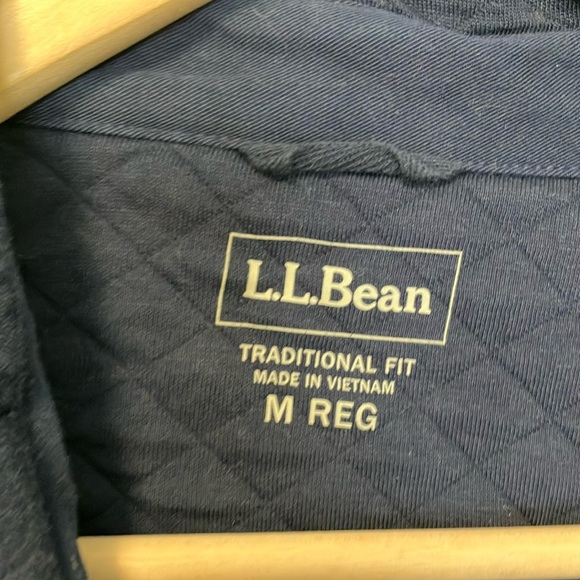 L.L.Bean
TRADITIONAL FIT
MADE IN VIETNAM
M REG